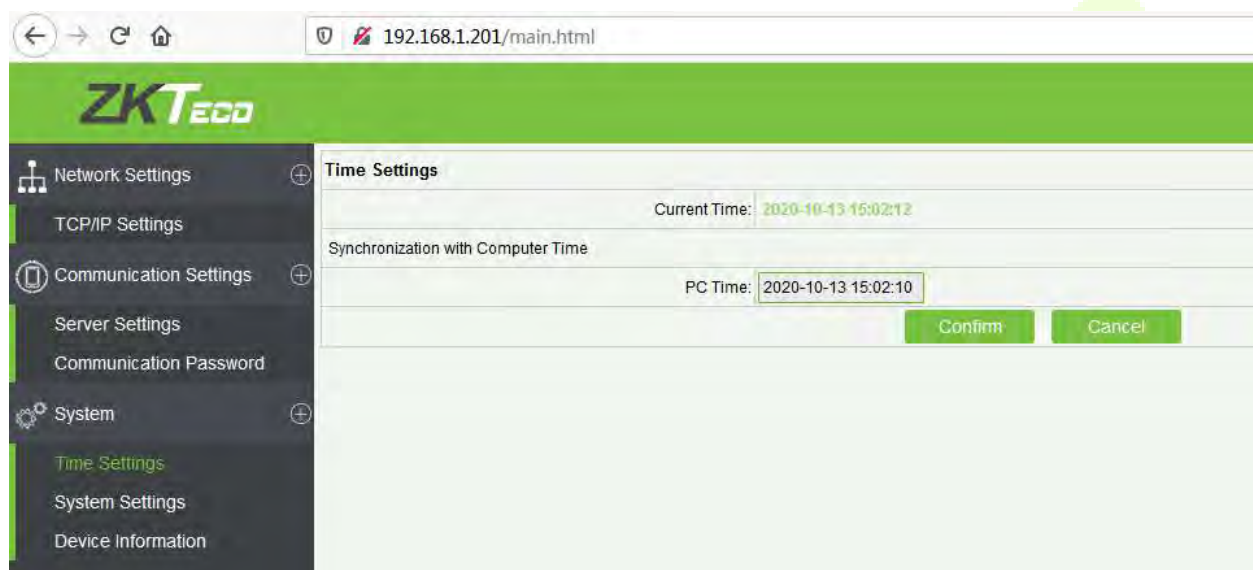 192.168.1.201/main.html
ZKTECO
Network Settings
TCP/IP Settings
Communication Settings
Server Settings
Communication Password
System
Time Settings
System Settings
Device Information
Time Settings
Current Time: 2020-10-13 15:02:12
Synchronization with Computer Time
PC Time: 2020-10-13 15:02:10
Confirm Cancel